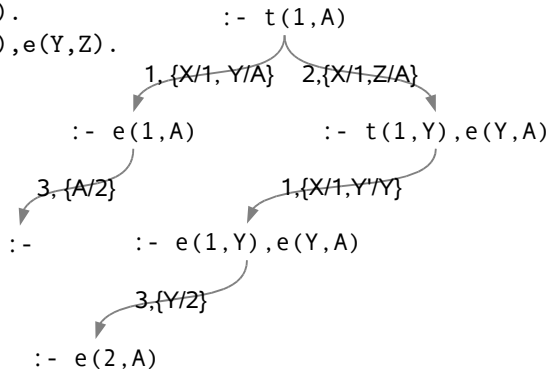 ). :- t(1,A)
),e(Y,Z).
1, {X/1, Y/A} 2,{X/1,Z/A}
:- e(1,A) :- t(1,Y),e(Y,A)
3, {A/2} 1,{X/1,Y'/Y}
:- :- e(1,Y),e(Y,A)
3,{Y/2}
:- e(2,A)